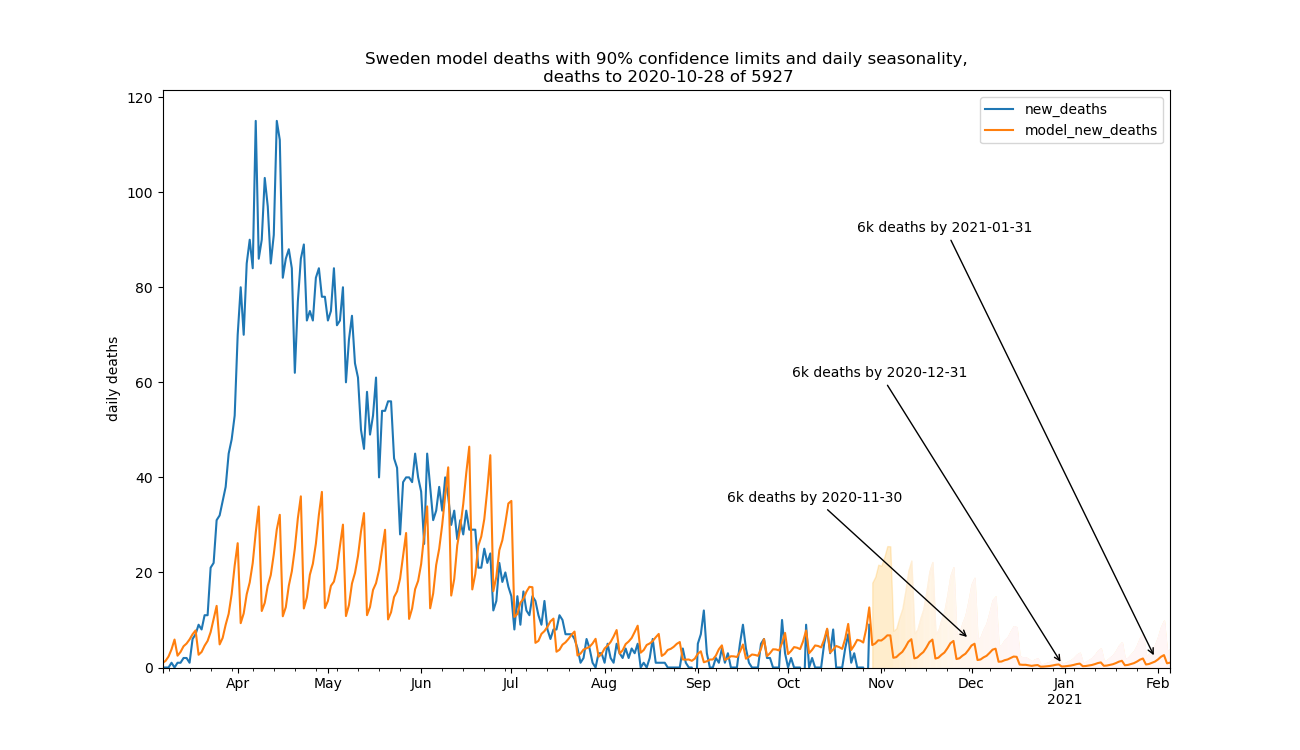 Sweden model deaths with 90% confidence limits and daily seasonality,
deaths to 2020-10-28 of 5927
new_deaths
model_new_deaths
daily deaths
120
100
80
60
40
20
0
6k deaths by 2021-01-31
6k deaths by 2020-12-31
6k deaths by 2020-11-30
Apr
May
Jun
Jul
Aug
Sep
Oct
Nov
Dec
Jan
2021
Feb